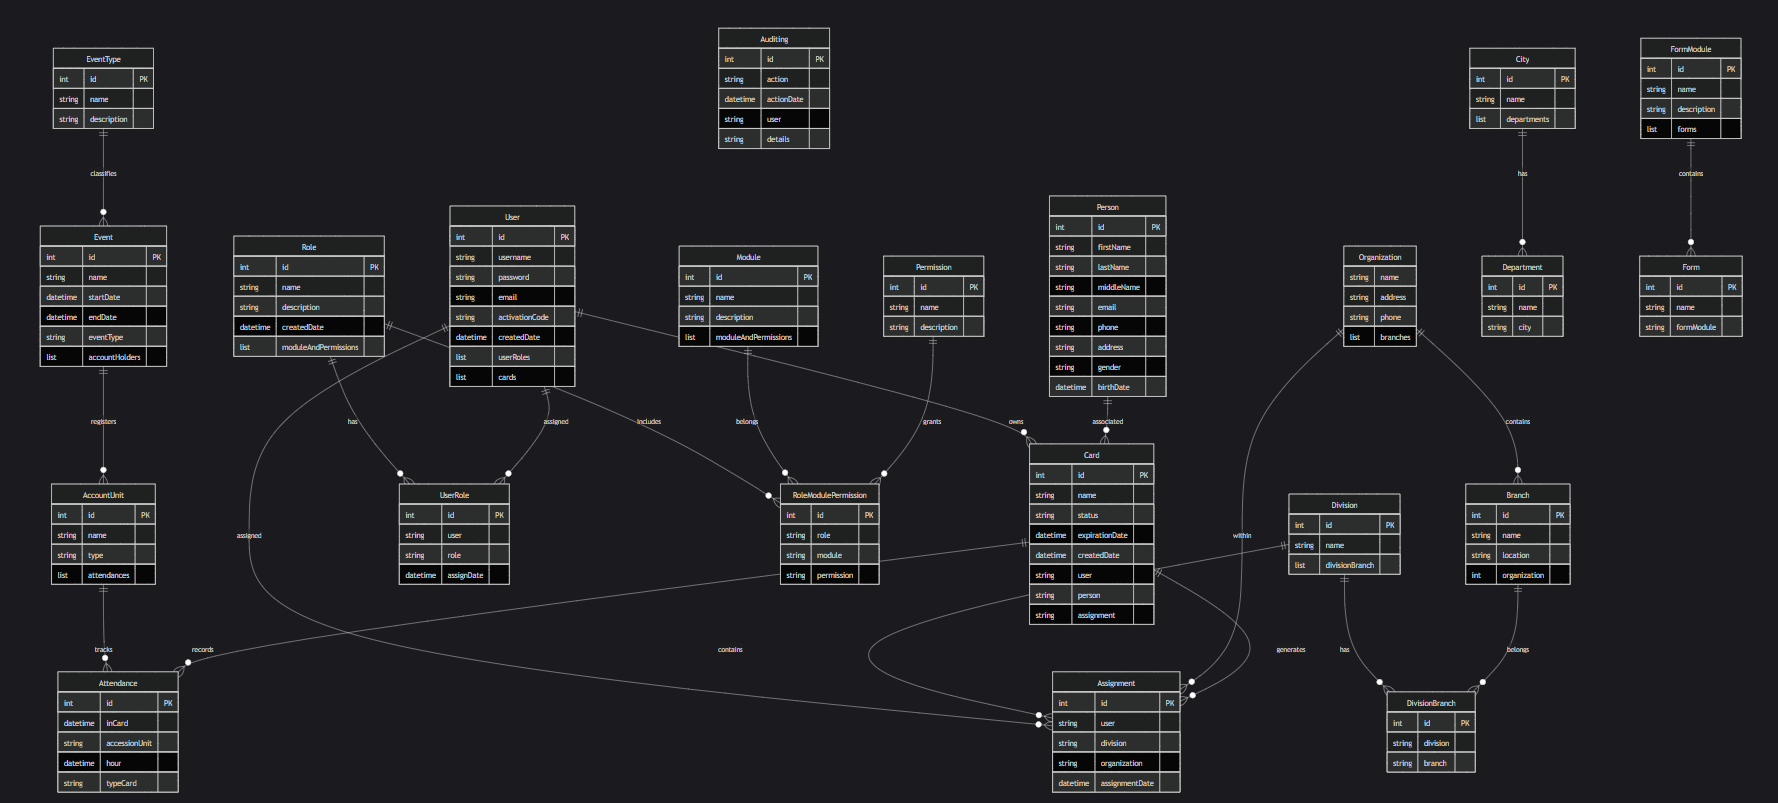 EventType
int id PK
string name
string description
classifies
Event
int id PK
string name
datetime startDate
datetime endDate
string eventType
list accountHolders
registers
AccountUnit
int id PK
string name
string type
list attendances
tracks
Attendance
int id PK
datetime inCard
string accessionUnit
datetime hour
string typeCard
records
Role
int id PK
string name
string description
datetime createdDate
list moduleAndPermissions
has
User
int id PK
string username
string password
string email
string activationCode
datetime createdDate
list userRoles
list cards
assigned
assigned
UserRole
int id PK
string user
string role
datetime assignDate
Auditing
int id PK
string action
datetime actionDate
string user
string details
Module
int id PK
string name
string description
list moduleAndPermissions
includes
belongs
Permission
int id PK
string name
string description
grants
RoleModulePermission
int id PK
string role
string module
string permission
contains
Person
int id PK
string firstName
string lastName
string middleName
string email
string phone
string address
string gender
datetime birthDate
owns
associated
Card
int id PK
string name
string status
datetime expirationDate
datetime createdDate
string user
string person
string assignment
generates
Assignment
int id PK
string user
string division
string organization
datetime assignmentDate
Organization
string name
string address
string phone
list branches
within
contains
Division
int id PK
string name
list divisionBranch
has
Branch
int id PK
string name
string location
int organization
belongs
DivisionBranch
int id PK
string division
string branch
City
int id PK
string name
list departments
has
Department
int id PK
string name
string city
FormModule
int id PK
string name
string description
list forms
contains
Form
int id PK
string name
string formModule